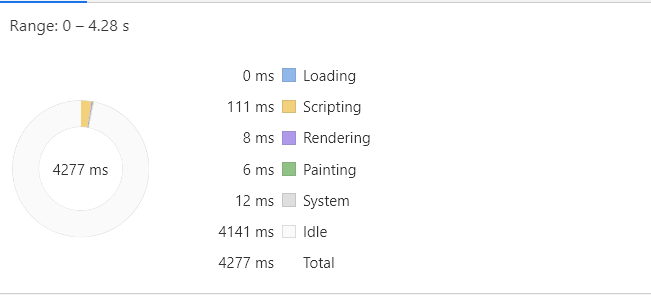 Range: 0 – 4.28 s
4277 ms
0 ms Loading
111 ms Scripting
8 ms Rendering
6 ms Painting
12 ms System
4141 ms Idle
4277 ms Total